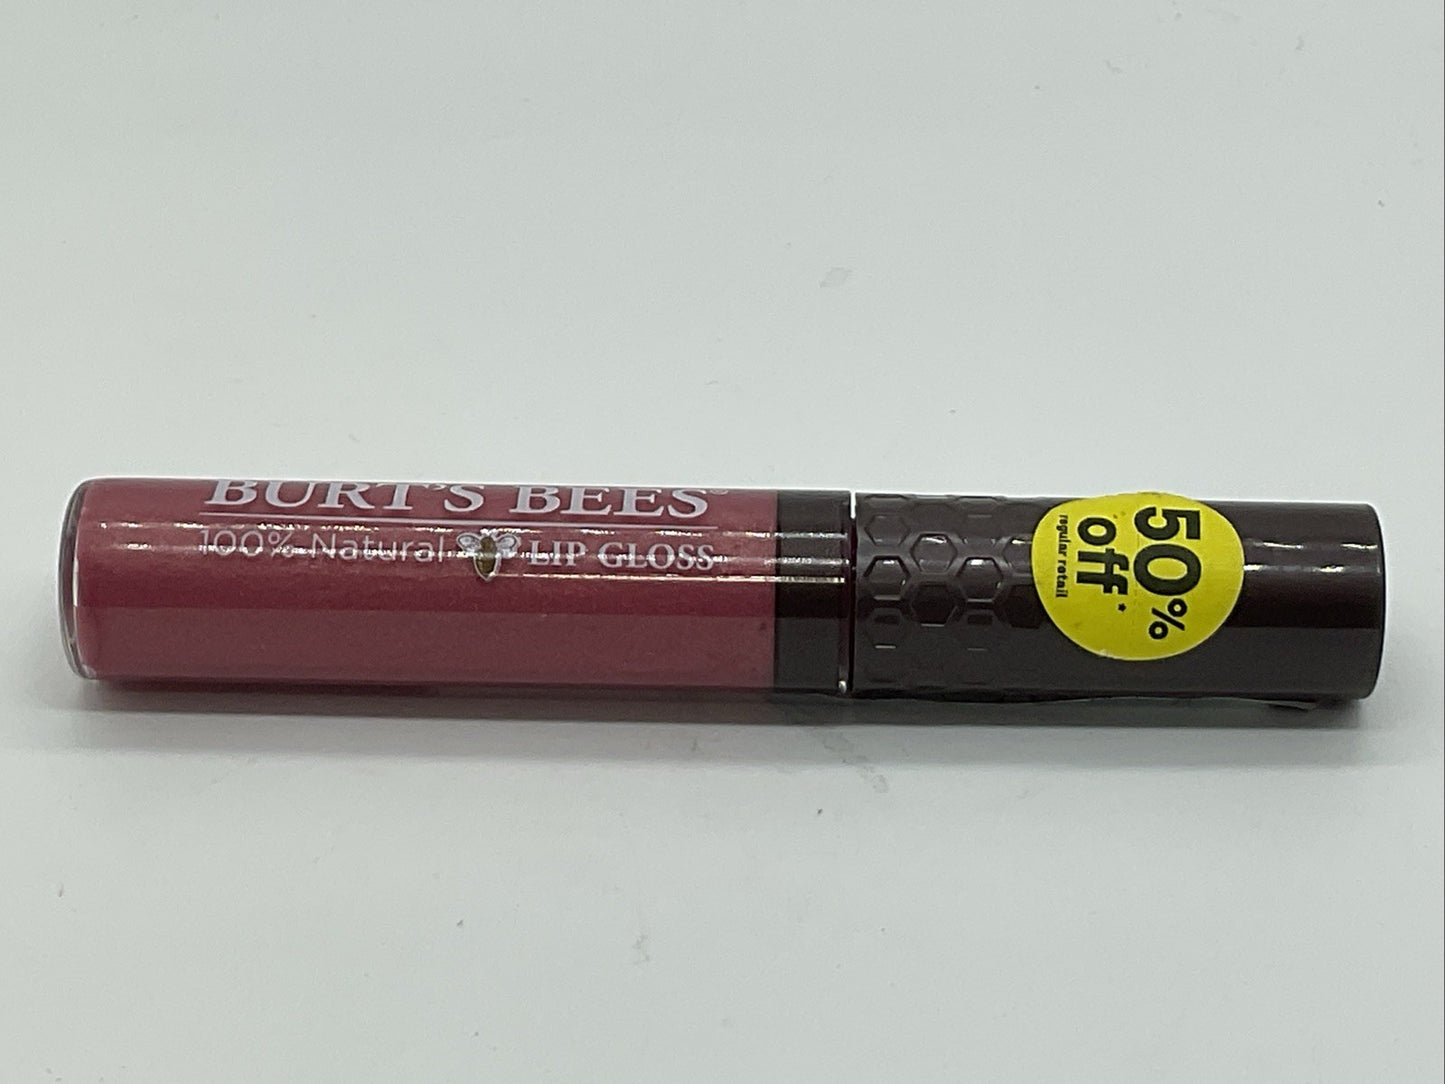 BURT'S BEES®
100% Natural LIP GLOSS
50%
off*
regular retail